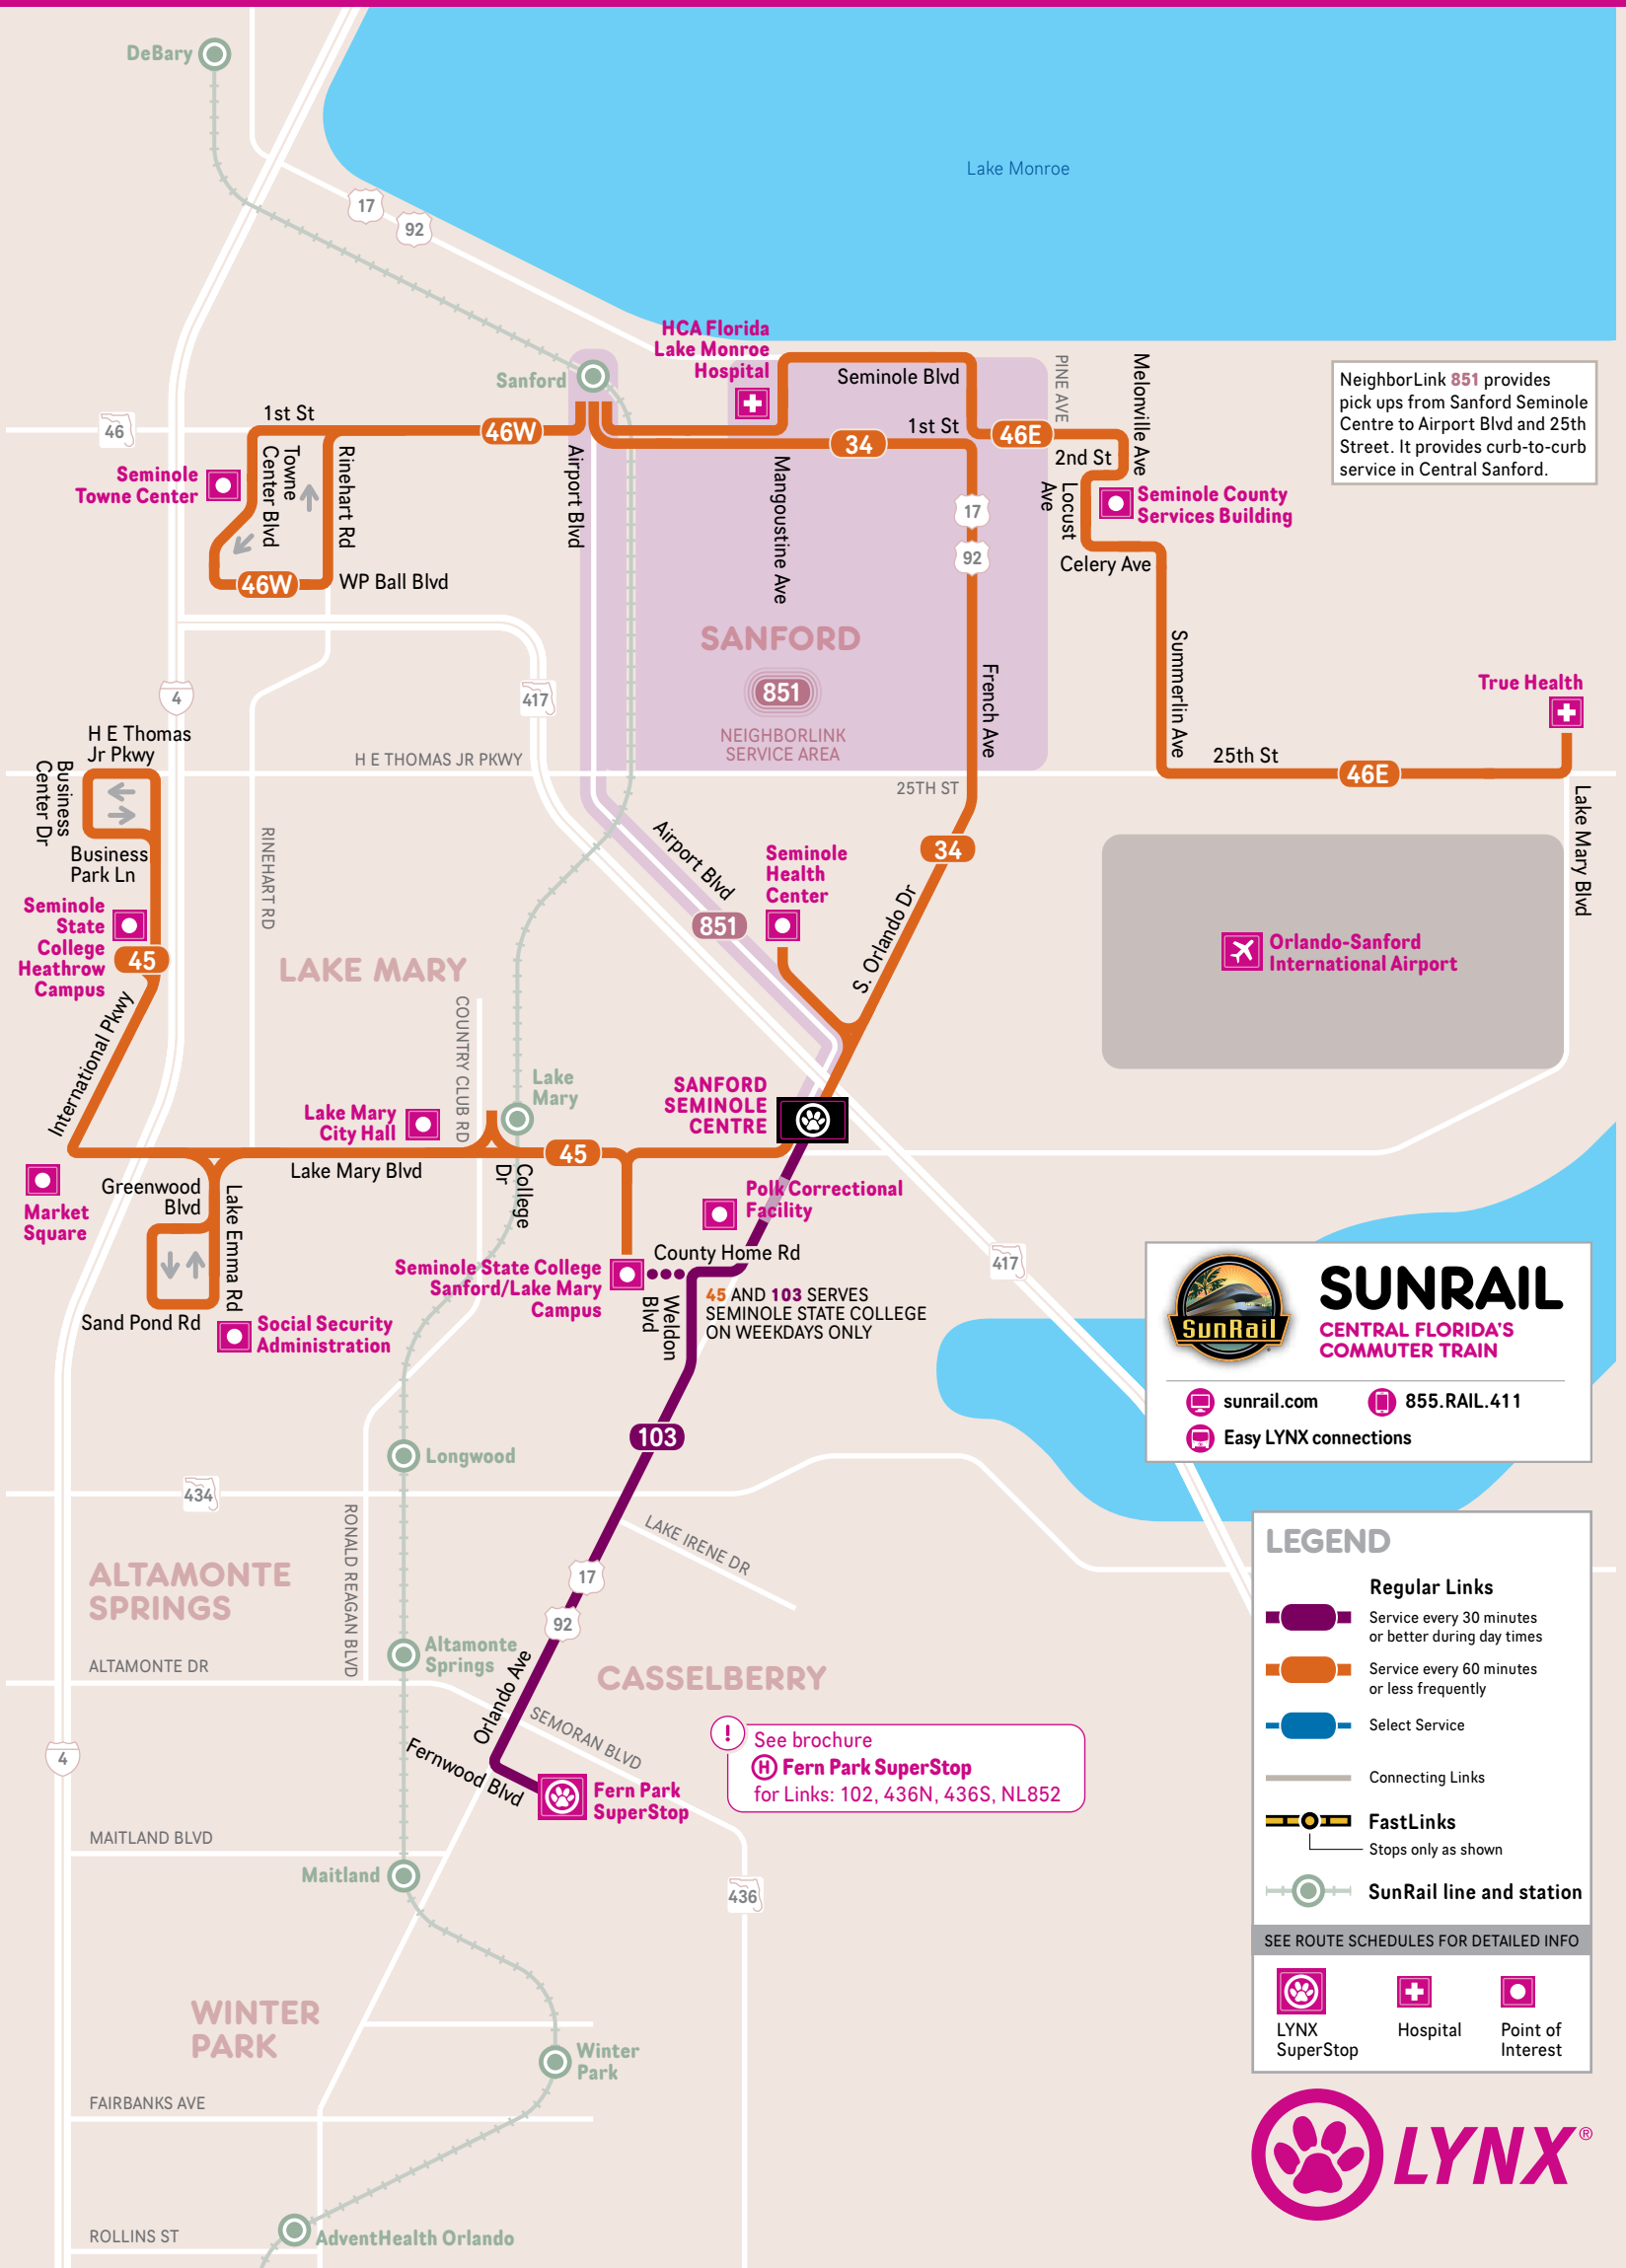 DeBary
17
92
Lake Monroe
HCA Florida
Lake Monroe
Hospital
Sanford
Seminole Blvd
PINE AVE
Melonville Ave
NeighborLink 851 provides
pick ups from Sanford Seminole
Centre to Airport Blvd and 25th
Street. It provides curb-to-curb
service in Central Sanford.
46
1st St
46W
34
1st St
46E
2nd St
Seminole
Towne Center
Towne
Center Blvd
Rinehart Rd
Airport Blvd
Mangoustine Ave
17
92
Locust
Ave
Seminole County
Services Building
Celery Ave
46W
WP Ball Blvd
SANFORD
851
NEIGHBORLINK
SERVICE AREA
French Ave
Summerlin Ave
True Health
4
417
H E Thomas
Jr Pkwy
H E THOMAS JR PKWY
25TH ST
25th St
46E
Business
Center Dr
Business
Park Ln
RINEHART RD
Airport Blvd
Seminole
Health
Center
34
Lake Mary Blvd
Seminole
State
College
Heathrow
Campus
45
851
S. Orlando Dr
Orlando-Sanford
International Airport
LAKE MARY
International Pkwy
COUNTRY CLUB RD
Lake
Mary
SANFORD
SEMINOLE
CENTRE
Lake Mary
City Hall
45
Lake Mary Blvd
College
Dr
Market
Square
Greenwood
Blvd
Lake Emma Rd
Polk Correctional
Facility
County Home Rd
Seminole State College
Sanford/Lake Mary
Campus
Weldon
Blvd
45 AND 103 SERVES
SEMINOLE STATE COLLEGE
ON WEEKDAYS ONLY
417
Sand Pond Rd
Social Security
Administration
SunRail
SUNRAIL
CENTRAL FLORIDA'S
COMMUTER TRAIN
sunrail.com
855.RAIL.411
Easy LYNX connections
103
Longwood
434
RONALD REAGAN BLVD
LAKE IRENE DR
17
92
ALTAMONTE
SPRINGS
Altamonte
Springs
ALTAMONTE DR
Orlando Ave
CASSELBERRY
SEMORAN BLVD
4
Fernwood Blvd
Fern Park
SuperStop
! See brochure
H Fern Park SuperStop
for Links: 102, 436N, 436S, NL852
MAITLAND BLVD
Maitland
436
WINTER
PARK
Winter
Park
FAIRBANKS AVE
ROLLINS ST
AdventHealth Orlando
LEGEND
Regular Links
Service every 30 minutes
or better during day times
Service every 60 minutes
or less frequently
Select Service
Connecting Links
FastLinks
Stops only as shown
SunRail line and station
SEE ROUTE SCHEDULES FOR DETAILED INFO
LYNX
SuperStop
Hospital
Point of
Interest
LYNX®